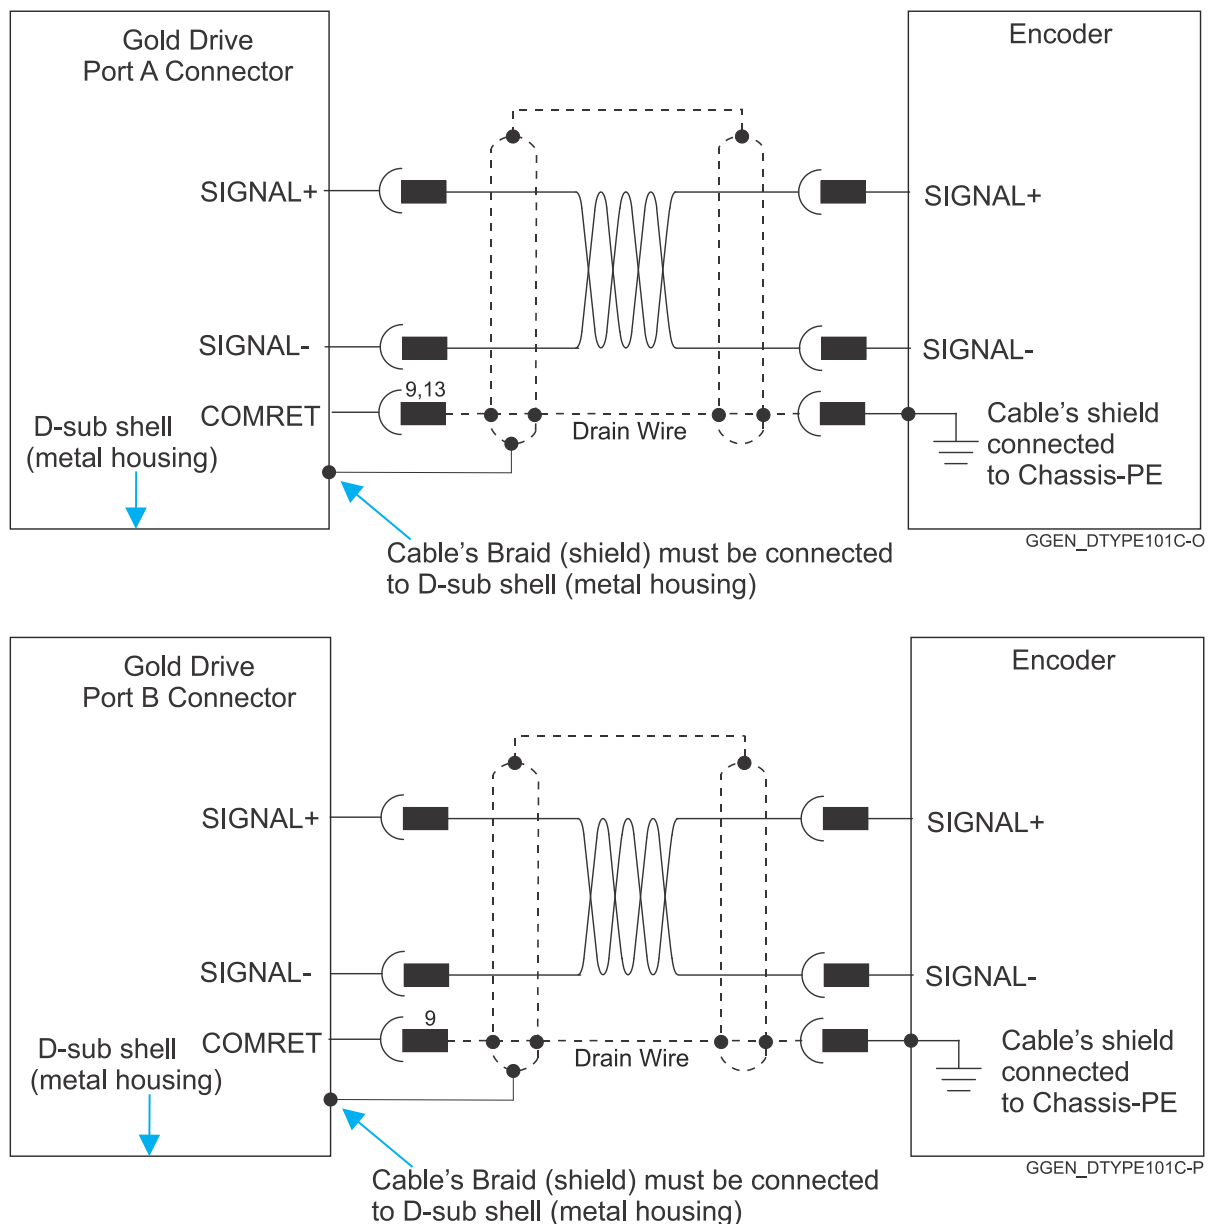 Gold Drive
Port A Connector
Encoder
SIGNAL+
SIGNAL+
SIGNAL-
SIGNAL-
9,13
COMRET
Drain Wire
D-sub shell
(metal housing)
Cable's shield
connected
to Chassis-PE
Cable's Braid (shield) must be connected
to D-sub shell (metal housing)
GGEN_DTYPE101C-O
Gold Drive
Port B Connector
Encoder
SIGNAL+
SIGNAL+
SIGNAL-
SIGNAL-
9
COMRET
Drain Wire
D-sub shell
(metal housing)
Cable's shield
connected
to Chassis-PE
GGEN_DTYPE101C-P
Cable's Braid (shield) must be connected
to D-sub shell (metal housing)